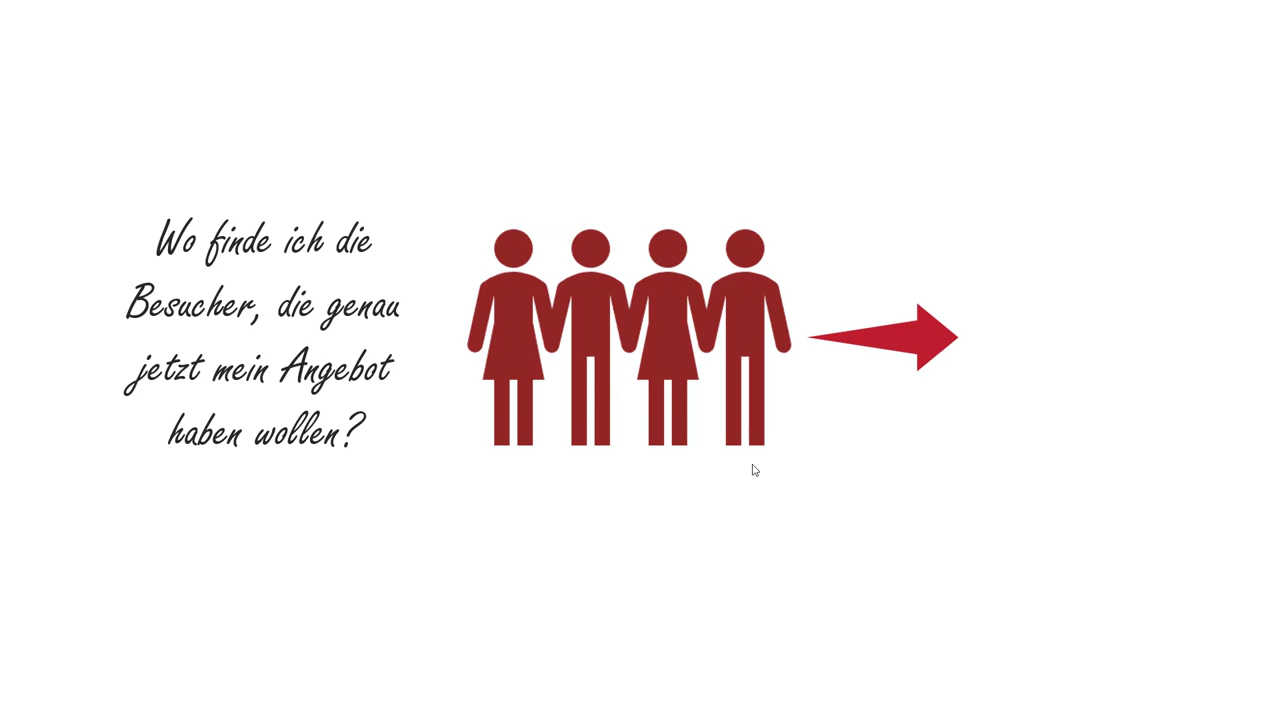 Wo finde ich die
Besucher, die genau
jetzt mein Angebot
haben wollen?